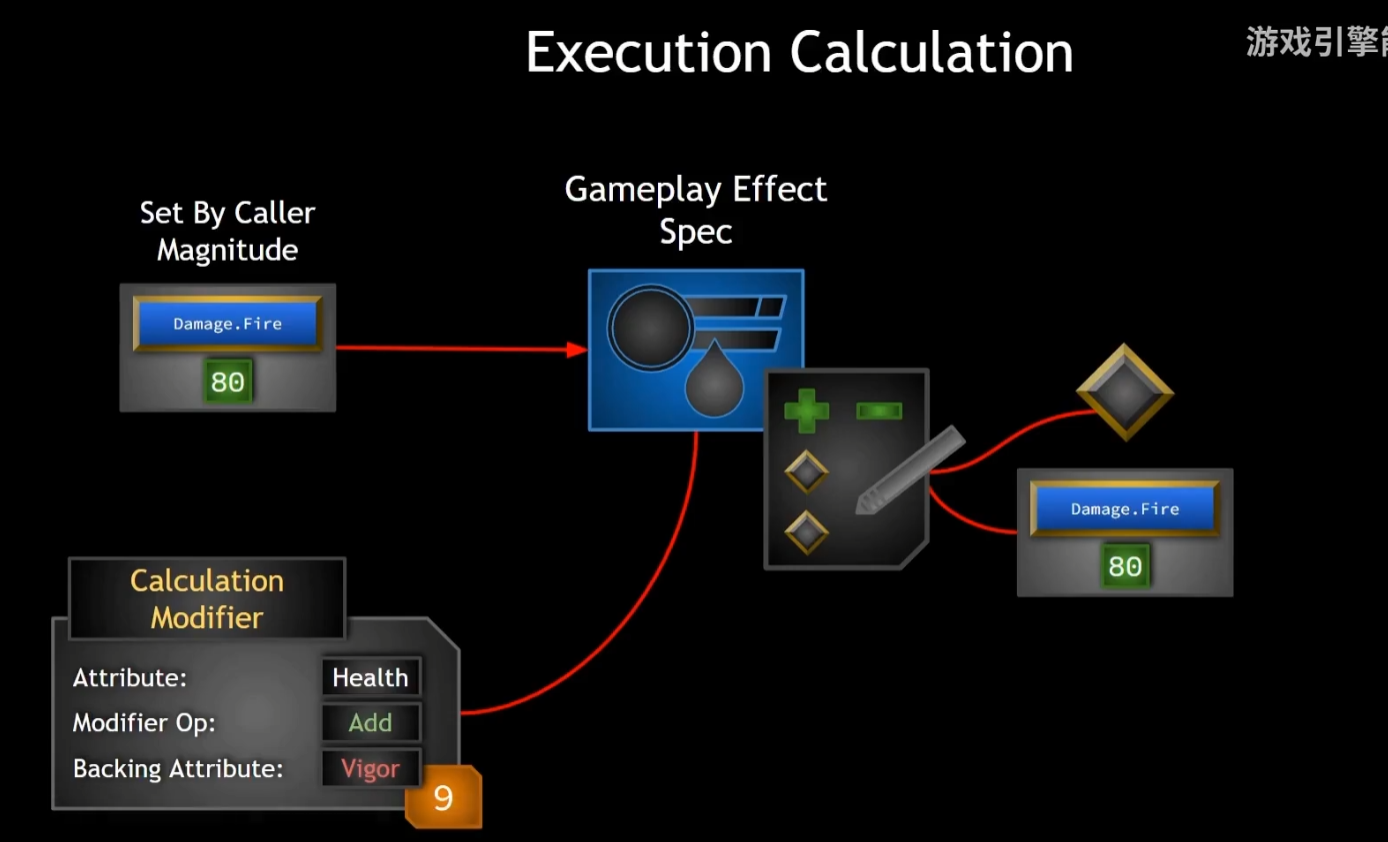 Execution Calculation
游戏引擎
Gameplay Effect
Spec
Set By Caller
Magnitude
Damage.Fire
80
Damage.Fire
80
Calculation
Modifier
Attribute: Health
Modifier Op: Add
Backing Attribute: Vigor
9